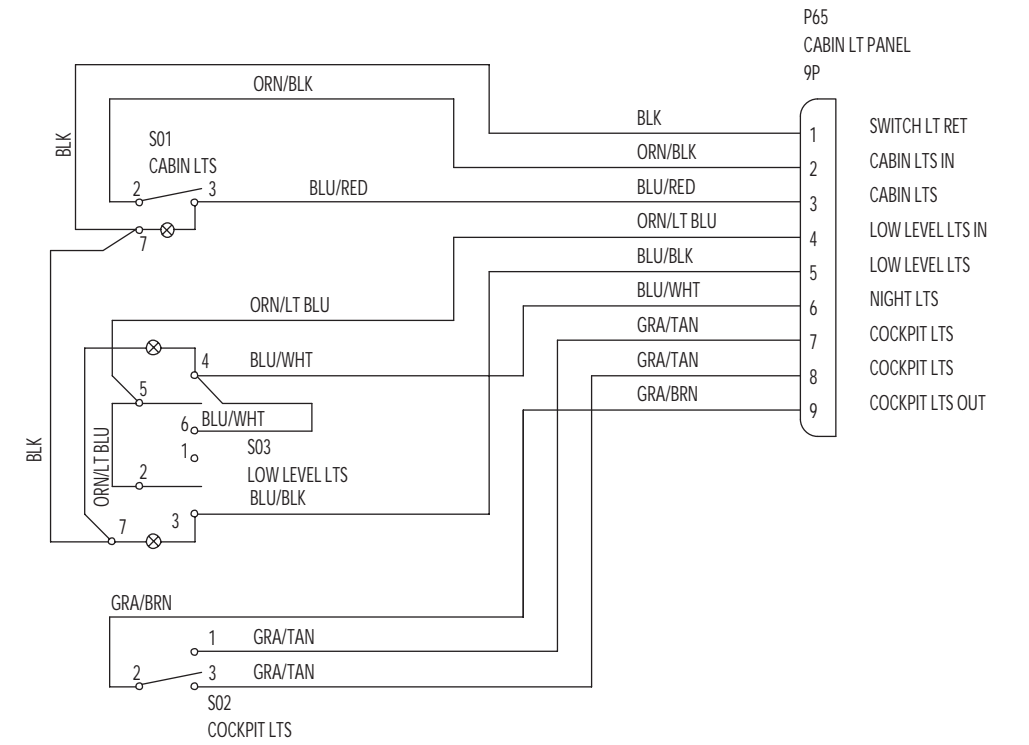 P65
CABIN LT PANEL
9P
ORN/BLK
BLK
1
SWITCH LT RET
BLK
S01
CABIN LTS
ORN/BLK
2
CABIN LTS IN
2
3
BLU/RED
BLU/RED
3
CABIN LTS
7
ORN/LT BLU
4
LOW LEVEL LTS IN
BLU/BLK
5
LOW LEVEL LTS
ORN/LT BLU
BLU/WHT
6
NIGHT LTS
GRA/TAN
7
COCKPIT LTS
4
BLU/WHT
GRA/TAN
8
COCKPIT LTS
5
GRA/BRN
9
COCKPIT LTS OUT
6
BLU/WHT
BLK
ORN/LT BLU
1
S03
LOW LEVEL LTS
2
BLU/BLK
7
3
GRA/BRN
1
GRA/TAN
2
3
GRA/TAN
S02
COCKPIT LTS